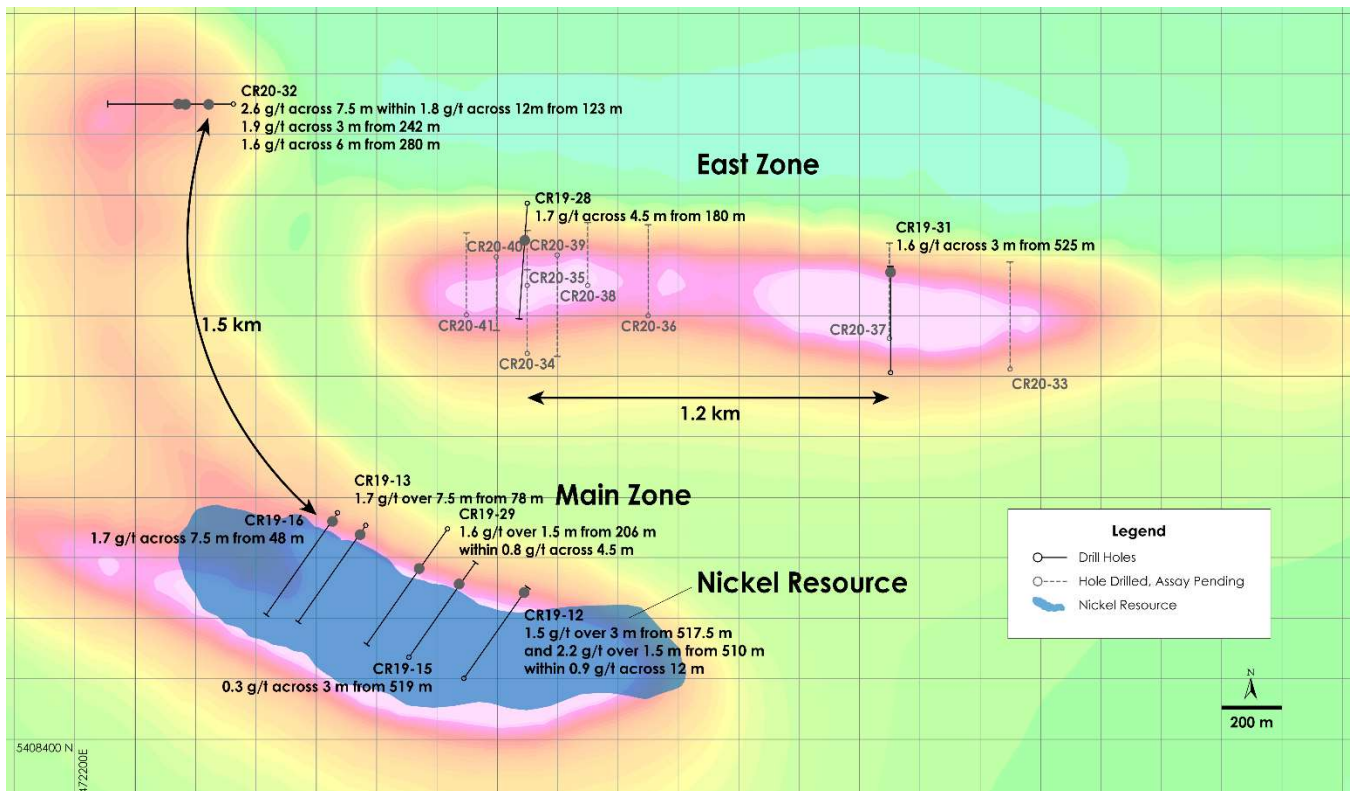 CR20-32
2.6 g/t across 7.5 m within 1.8 g/t across 12m from 123 m
1.9 g/t across 3 m from 242 m
1.6 g/t across 6 m from 280 m
East Zone
CR19-28
1.7 g/t across 4.5 m from 180 m
CR19-31
1.6 g/t across 3 m from 525 m
CR20-40
CR20-39
CR20-35
CR20-38
CR20-41
CR20-36
CR20-37
CR20-34
CR20-33
1.5 km
1.2 km
CR19-13
1.7 g/t over 7.5 m from 78 m
Main Zone
CR19-29
1.6 g/t over 1.5 m from 206 m
within 0.8 g/t across 4.5 m
CR19-16
1.7 g/t across 7.5 m from 48 m
Nickel Resource
CR19-12
1.5 g/t over 3 m from 517.5 m
and 2.2 g/t over 1.5 m from 510 m
within 0.9 g/t across 12 m
CR19-15
0.3 g/t across 3 m from 519 m
Legend
Drill Holes
Hole Drilled, Assay Pending
Nickel Resource
N
200 m
5408400 N
472200E